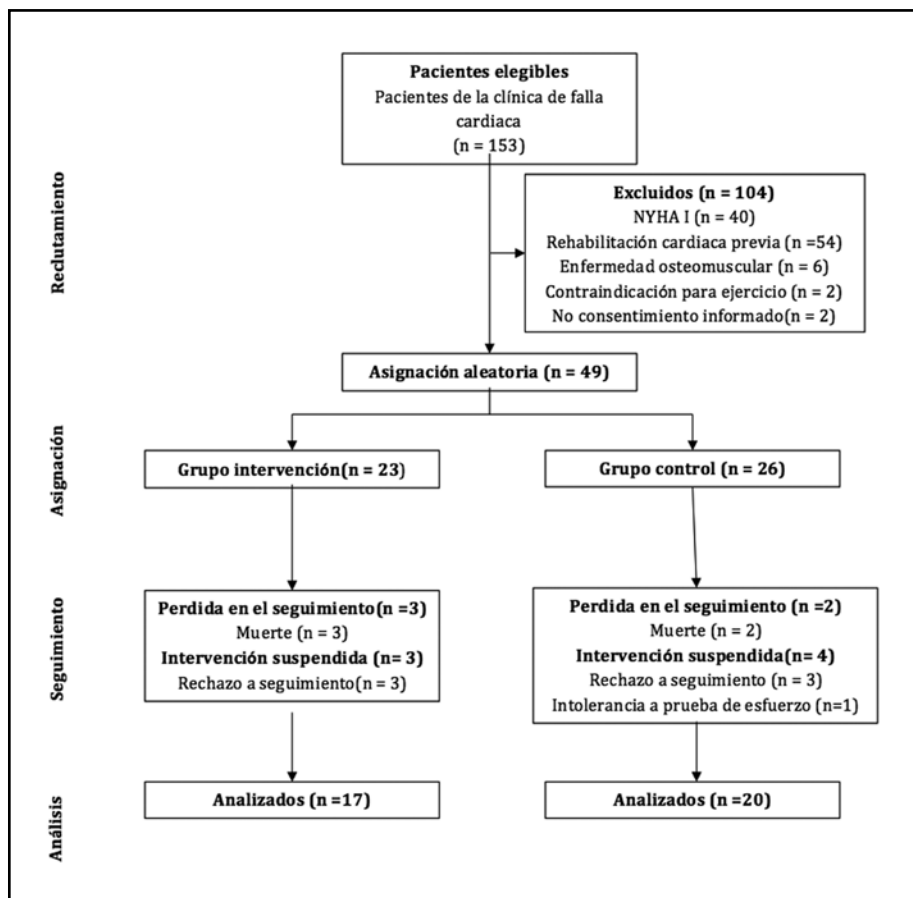 Pacientes elegibles
Pacientes de la clínica de falla
cardiaca
(n = 153)
Reclutamiento
Excluidos (n = 104)
NYHA I (n = 40)
Rehabilitación cardiaca previa (n =54)
Enfermedad osteomuscular (n = 6)
Contraindicación para ejercicio (n = 2)
No consentimiento informado(n = 2)
Asignación aleatoria (n = 49)
Asignación
Grupo intervención(n = 23)
Grupo control (n = 26)
Seguimiento
Perdida en el seguimiento(n =3)
Muerte (n = 3)
Intervención suspendida (n= 3)
Rechazo a seguimiento(n = 3)
Perdida en el seguimiento (n =2)
Muerte (n = 2)
Intervención suspendida(n= 4)
Rechazo a seguimiento (n = 3)
Intolerancia a prueba de esfuerzo (n=1)
Análisis
Analizados (n =17)
Analizados (n =20)